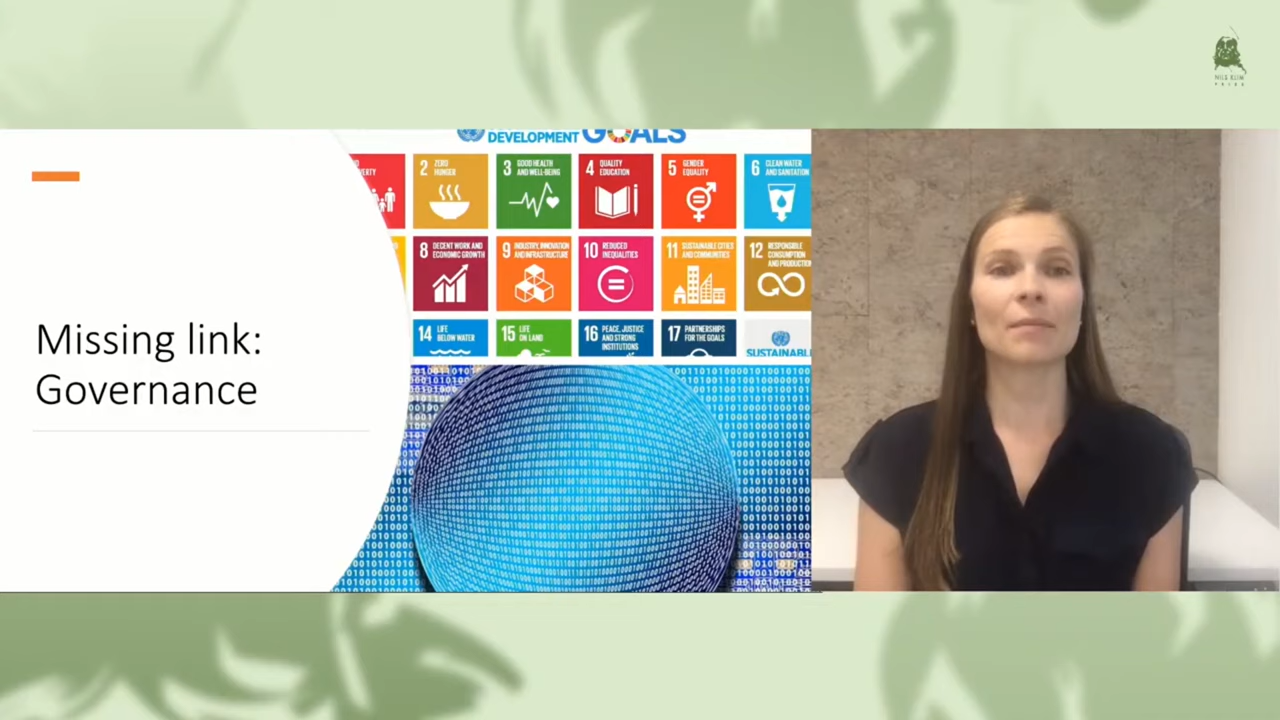 Missing link:
Governance
DEVELOPMENT GOALS
2 ZERO
HUNGER
3 GOOD HEALTH
AND WELL-BEING
4 QUALITY
EDUCATION
5 GENDER
EQUALITY
6 CLEAN WATER
AND SANITATION
8 DECENT WORK AND
ECONOMIC GROWTH
9 INDUSTRY, INNOVATION
AND INFRASTRUCTURE
10 REDUCED
INEQUALITIES
11 SUSTAINABLE CITIES
AND COMMUNITIES
12 RESPONSIBLE
CONSUMPTION
AND PRODUCTION
14 LIFE
BELOW WATER
15 LIFE
ON LAND
16 PEACE, JUSTICE
AND STRONG
INSTITUTIONS
17 PARTNERSHIPS
FOR THE GOALS
NILS KLIM
PRIZE